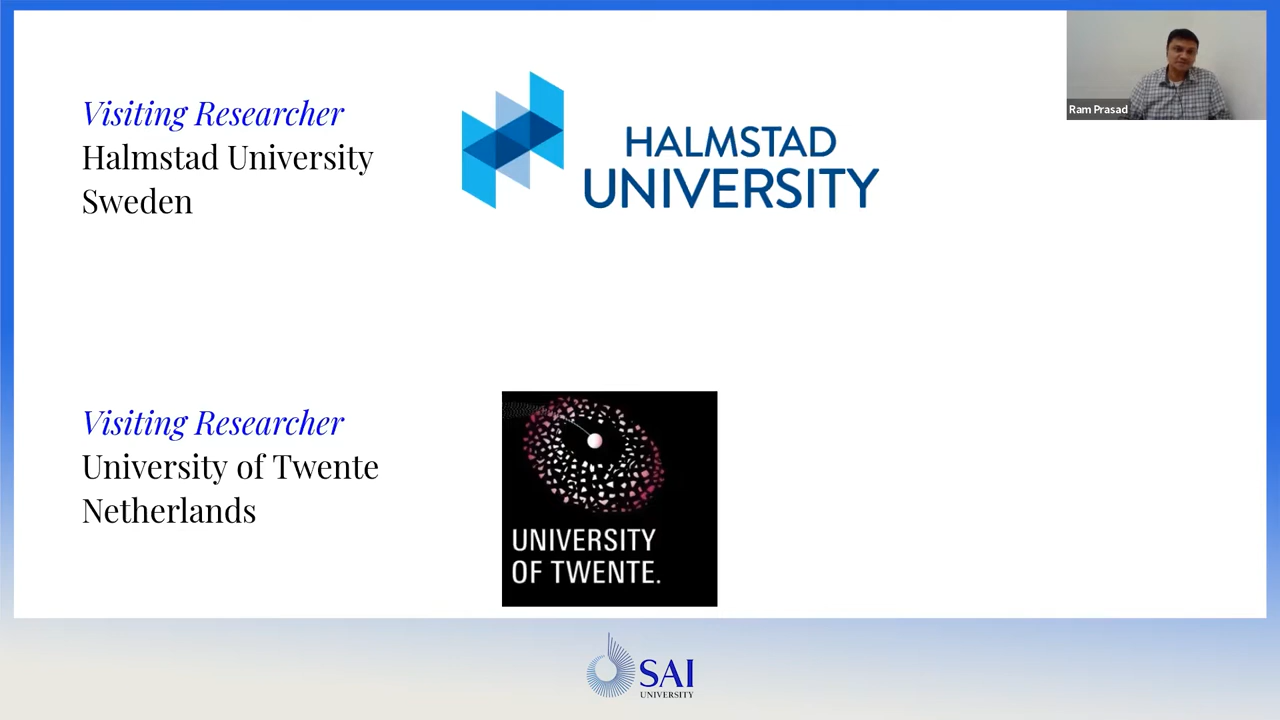 Visiting Researcher
Halmstad University
Sweden
HALMSTAD
UNIVERSITY
Ram Prasad
Visiting Researcher
University of Twente
Netherlands
UNIVERSITY
OF TWENTE.
SAI
UNIVERSITY